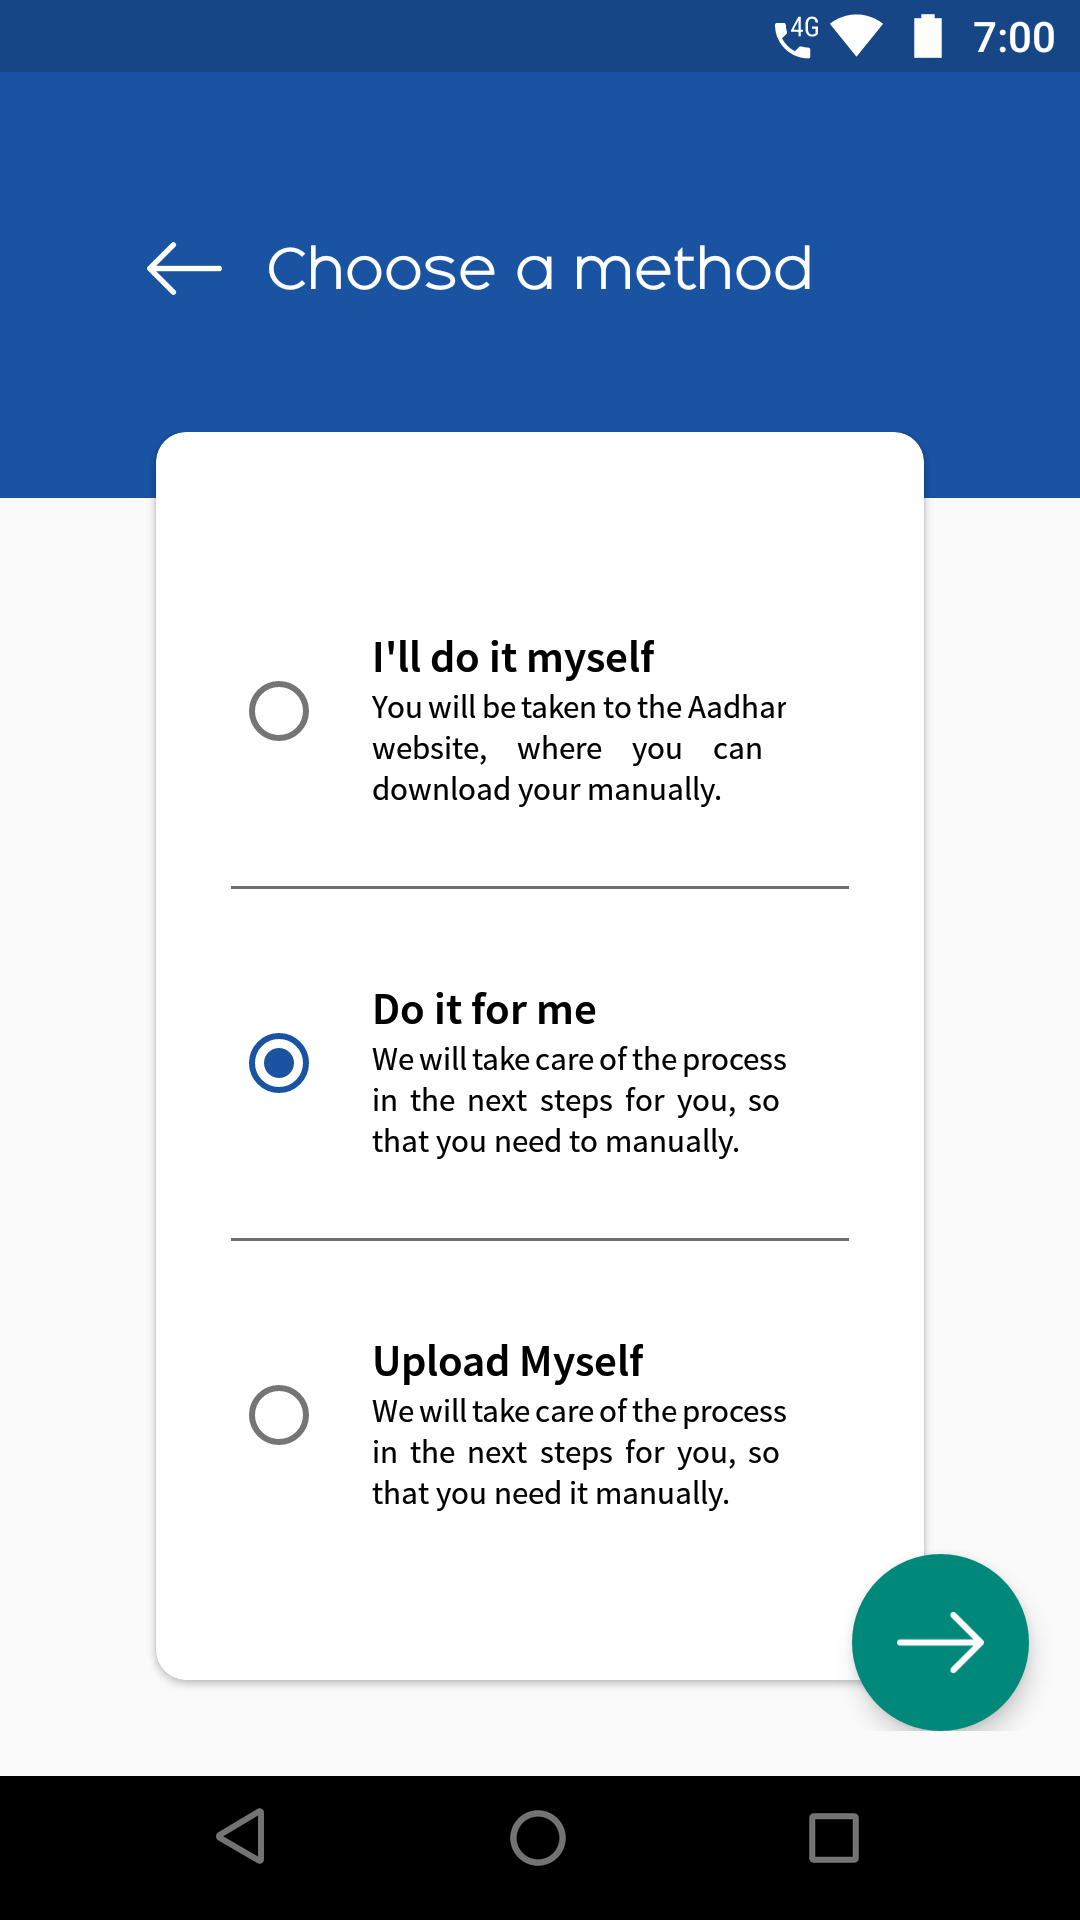 4G 7:00
Choose a method
I'll do it myself
You will be taken to the Aadhar
website, where you can
download your manually.
Do it for me
We will take care of the process
in the next steps for you, so
that you need to manually.
Upload Myself
We will take care of the process
in the next steps for you, so
that you need it manually.